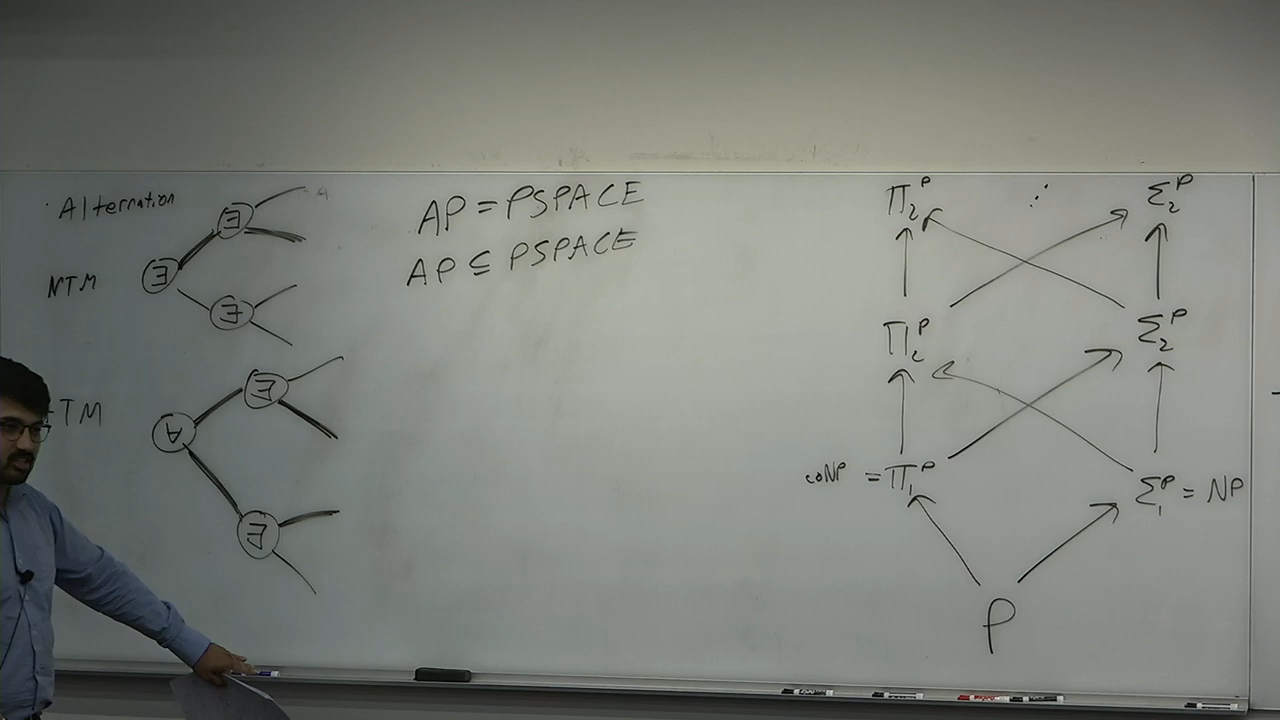 Alternation
∃ ∃ ∃
NTM
TM
∀ ∃ ∃
AP = PSPACE
AP ⊆ PSPACE
Π₂ᴾ ⋰ Σ₂ᴾ
Π₂ᴾ Σ₂ᴾ
coNP = Π₁ᴾ Σ₁ᴾ = NP
P